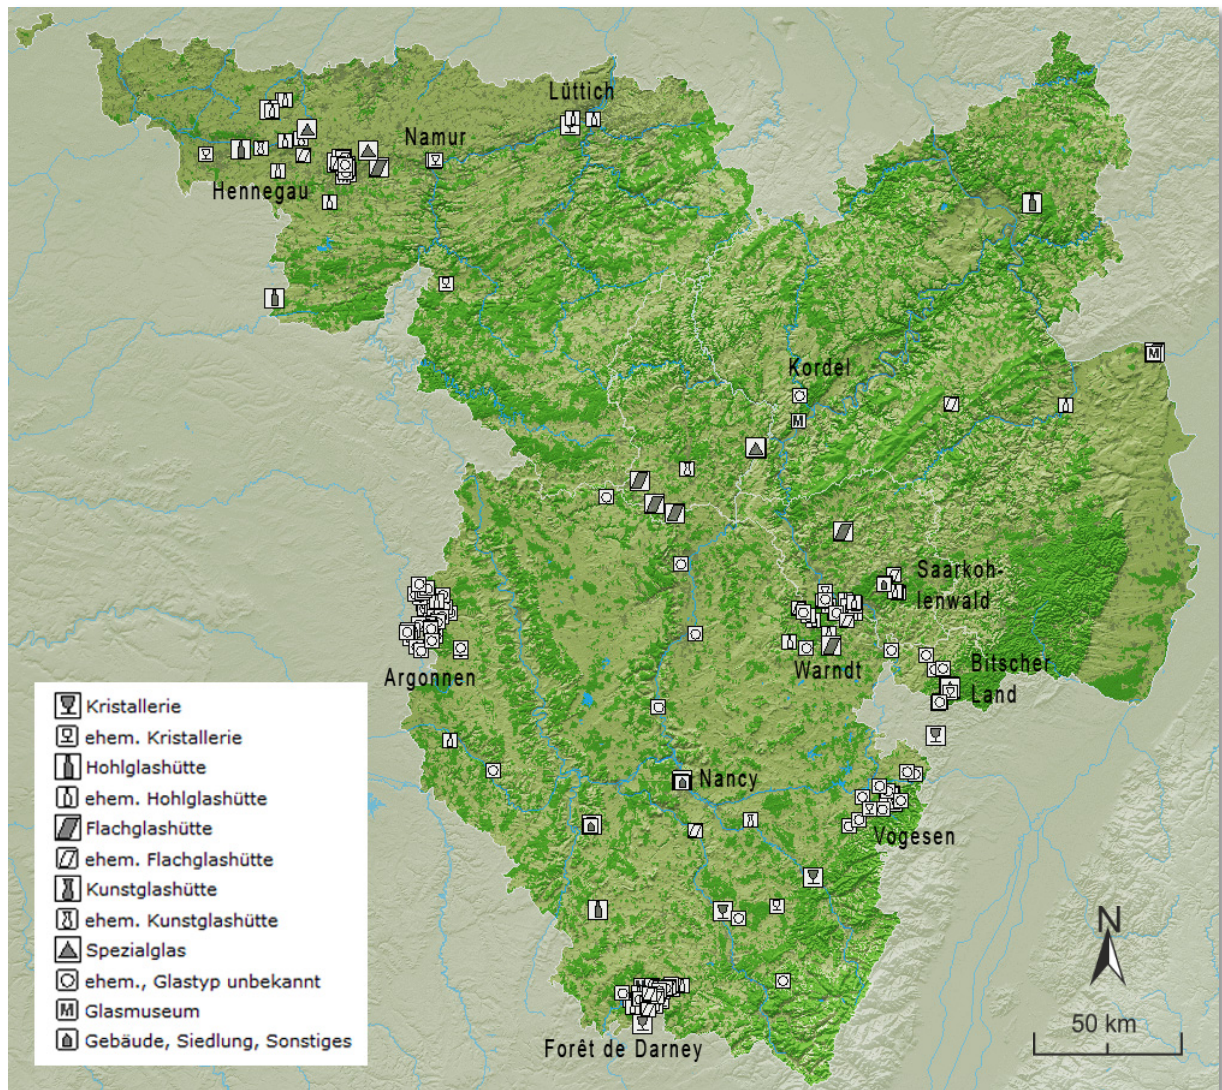 Lüttich
Namur
Hennegau
Kordel
M
M
Saarkoh-
lenwald
Argonnen
Warndt
Bitscher
Land
Nancy
Vogesen
Forêt de Darney
Kristallerie
ehem. Kristallerie
Hohlglashütte
ehem. Hohlglashütte
Flachglashütte
ehem. Flachglashütte
Kunstglashütte
ehem. Kunstglashütte
Spezialglas
ehem., Glastyp unbekannt
M Glasmuseum
Gebäude, Siedlung, Sonstiges
N
50 km